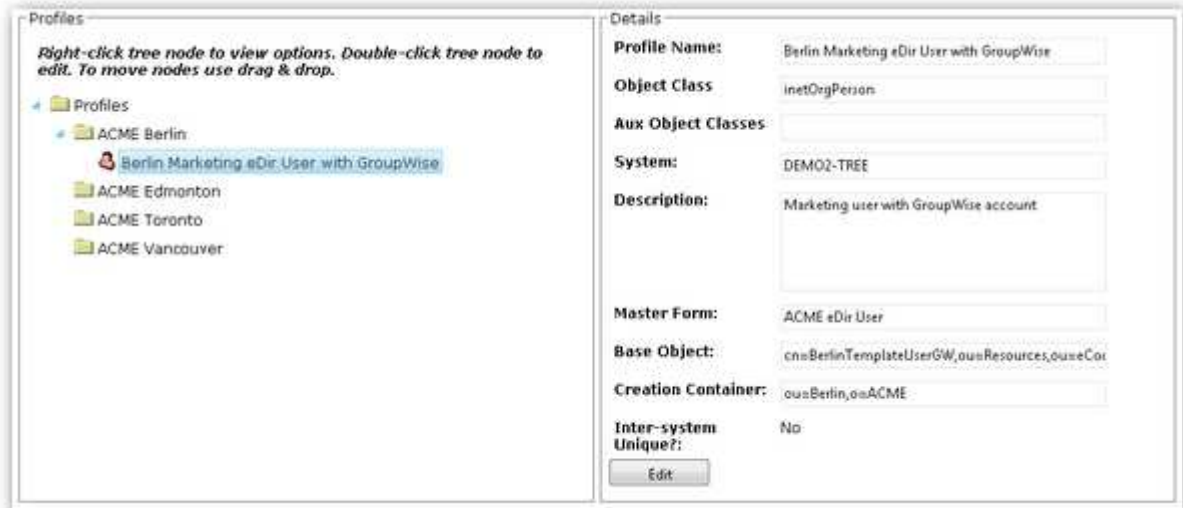 Profiles
Right-click tree node to view options. Double-click tree node to
edit. To move nodes use drag & drop.
Profiles
ACME Berlin
Berlin Marketing eDir User with GroupWise
ACME Edmonton
ACME Toronto
ACME Vancouver
Details
Profile Name: Berlin Marketing eDir User with GroupWise
Object Class inetOrgPerson
Aux Object Classes
System: DEMO2-TREE
Description: Marketing user with GroupWise account
Master Form: ACME eDir User
Base Object: cn=BerlinTemplateUserGW,ou=Resources,ou=eCo
Creation Container: ou=Berlin,o=ACME
Inter-system No
Unique?:
Edit